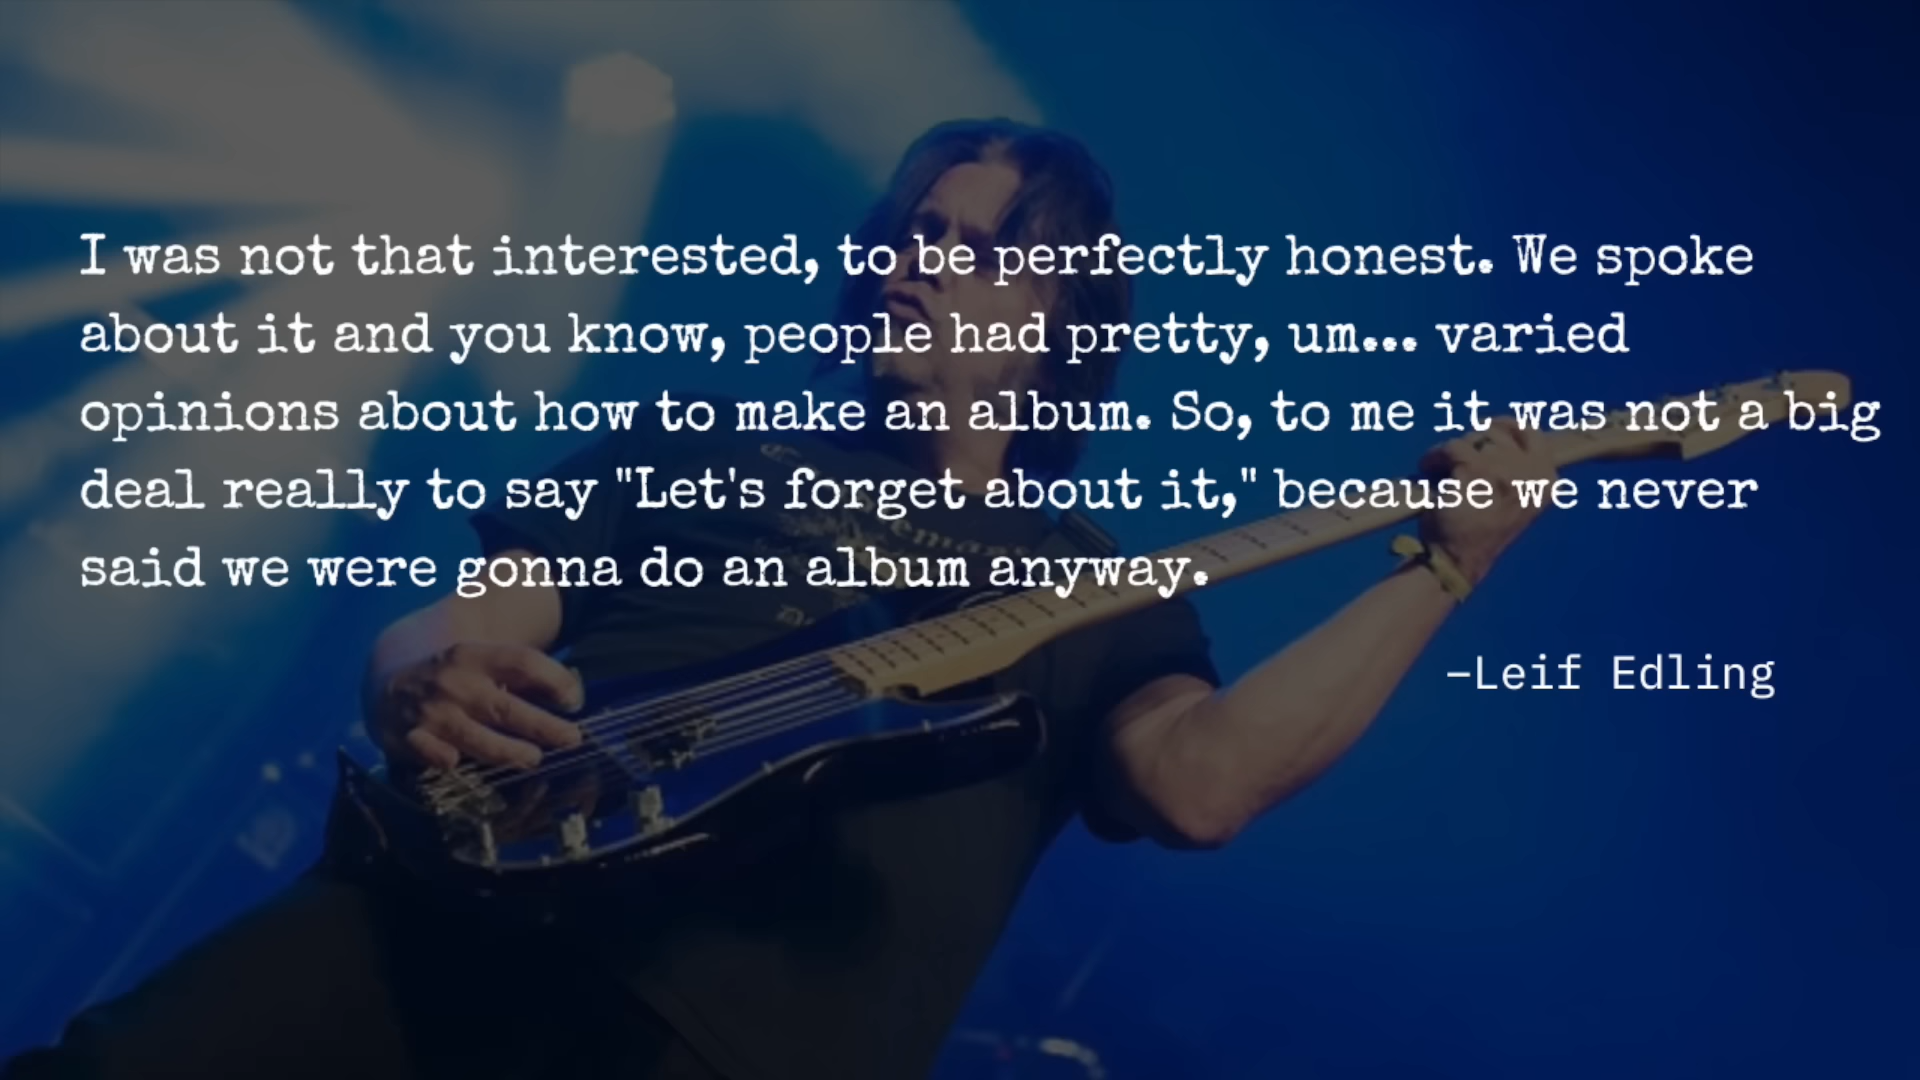 I was not that interested, to be perfectly honest. We spoke
about it and you know, people had pretty, um... varied
opinions about how to make an album. So, to me it was not a big
deal really to say "Let's forget about it," because we never
said we were gonna do an album anyway.
–Leif Edling